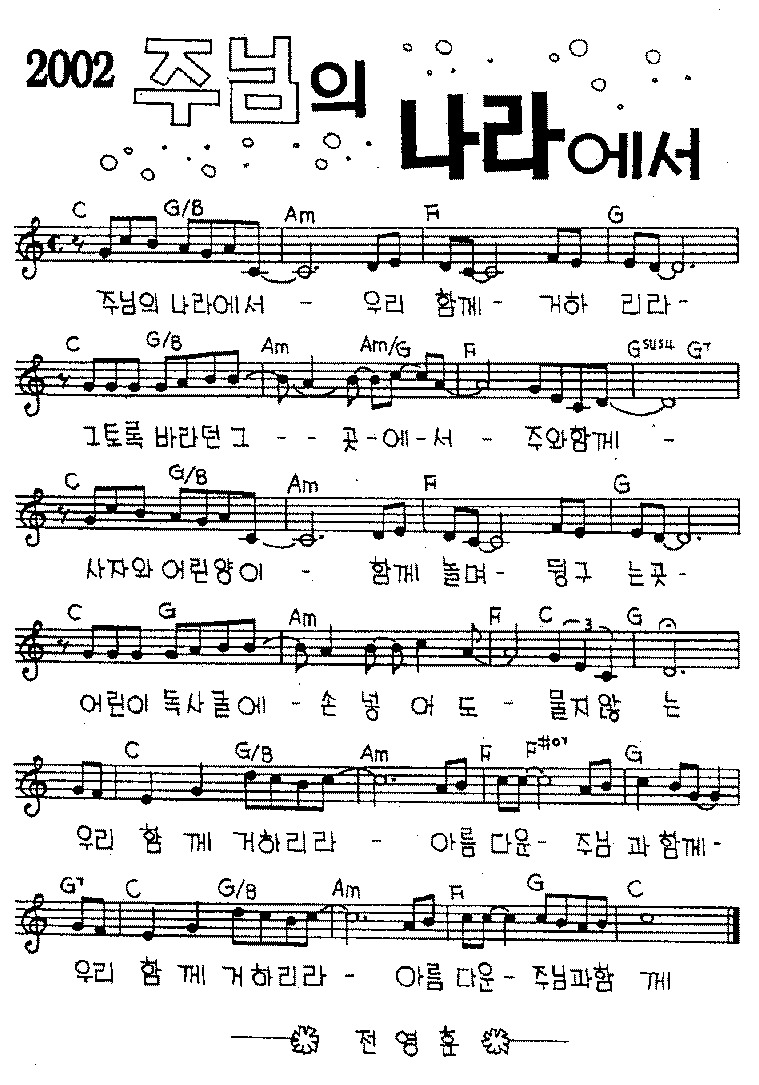 2002 주님의 나라에서
C G/B Am F G
주님의 나라에서 - 우리 함께 - 거하 리라 -
C G/B Am Am/G F Gsus4 G7
그토록 바라던 그 - - 곳 - 에 - 서 - 주와함께 -
C G/B Am F G
사자와 어린양이 - 함께 놀며 - 뒹구 는곳 -
C G Am F C 3 G
어린이 독사굴에 - 손 넣 어 도 - 물지않 는
C G/B Am F F#07 G
우리 함 께 거하리라 - 아름 다운 - 주님 과 함께 -
G7 C G/B Am F G C
우리 함 께 거하리라 - 아름 다운 - 주님과함 께
전 영 훈